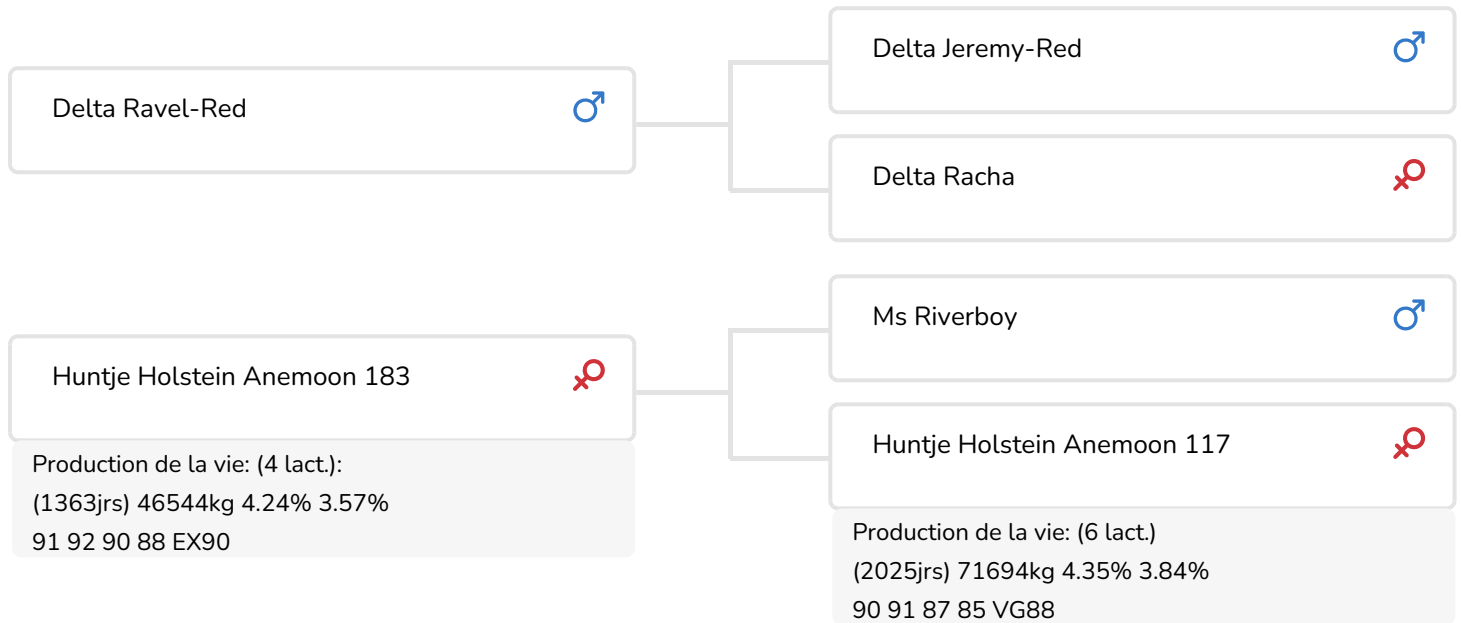 Delta Jeremy-Red
Delta Ravel-Red
Delta Racha
Ms Riverboy
Huntje Holstein Anemoon 183
Production de la vie: (4 lact.):
(1363jrs) 46544kg 4.24% 3.57%
91 92 90 88 EX90
Huntje Holstein Anemoon 117
Production de la vie: (6 lact.)
(2025jrs) 71694kg 4.35% 3.84%
90 91 87 85 VG88